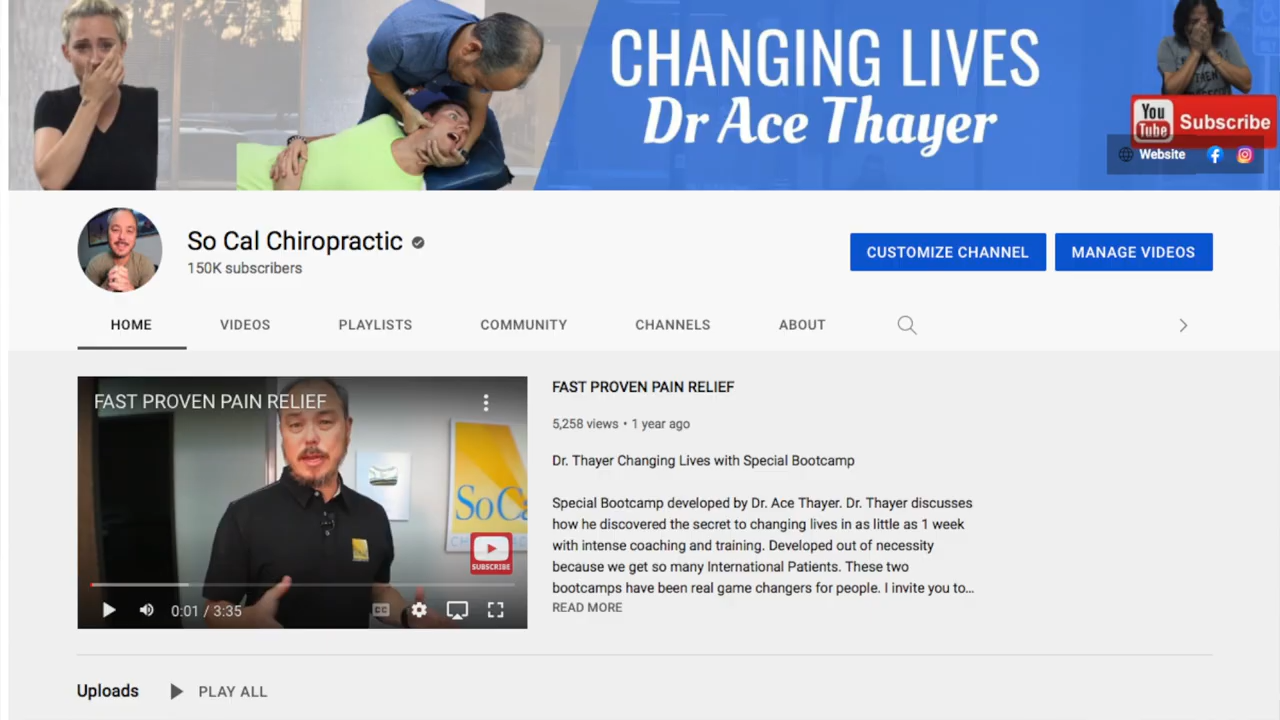 CHANGING LIVES
Dr Ace Thayer
You
Tube
Subscribe
Website
So Cal Chiropractic
150K subscribers
CUSTOMIZE CHANNEL
MANAGE VIDEOS
HOME
VIDEOS
PLAYLISTS
COMMUNITY
CHANNELS
ABOUT
FAST PROVEN PAIN RELIEF
So C
SUBSCRIBE
0:01 / 3:35
CC
FAST PROVEN PAIN RELIEF
5,258 views • 1 year ago
Dr. Thayer Changing Lives with Special Bootcamp
Special Bootcamp developed by Dr. Ace Thayer. Dr. Thayer discusses
how he discovered the secret to changing lives in as little as 1 week
with intense coaching and training. Developed out of necessity
because we get so many International Patients. These two
bootcamps have been real game changers for people. I invite you to...
READ MORE
Uploads
PLAY ALL